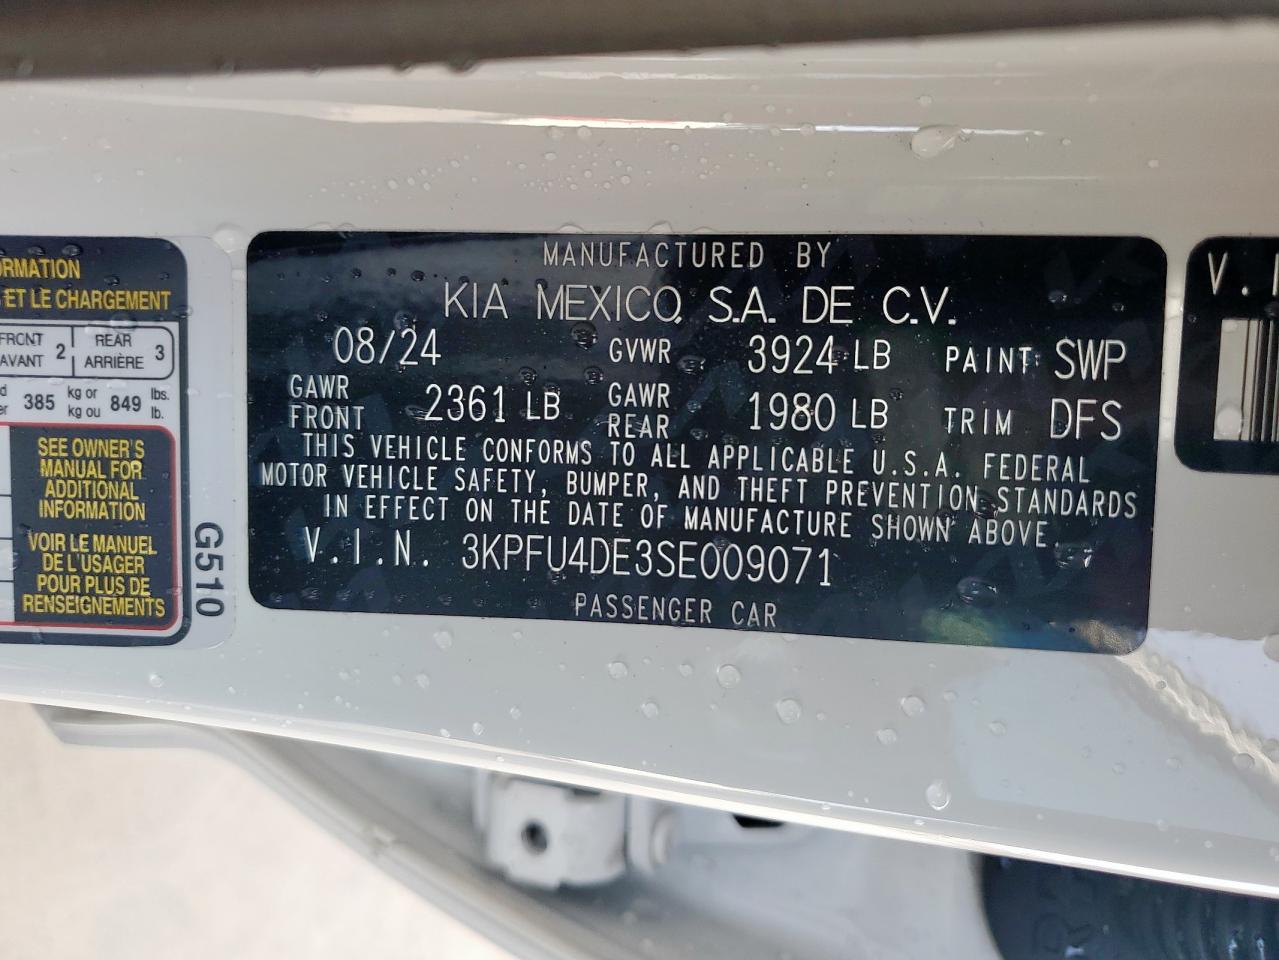 ORMATION
ET LE CHARGEMENT
FRONT
AVANT 2
REAR
ARRIÈRE 3
385 kg or
kg ou 849 lbs.
lb.
SEE OWNER'S
MANUAL FOR
ADDITIONAL
INFORMATION
VOIR LE MANUEL
DE L'USAGER
POUR PLUS DE
RENSEIGNEMENTS
G510
MANUFACTURED BY
KIA MEXICO, S.A. DE C.V.
08/24 GVWR 3924 LB PAINT SWP
GAWR
FRONT 2361 LB GAWR
REAR 1980 LB TRIM DFS
THIS VEHICLE CONFORMS TO ALL APPLICABLE U.S.A. FEDERAL
MOTOR VEHICLE SAFETY, BUMPER, AND THEFT PREVENTION STANDARDS
IN EFFECT ON THE DATE OF MANUFACTURE SHOWN ABOVE.
V.I.N. 3KPFU4DE3SE009071
PASSENGER CAR
V.I